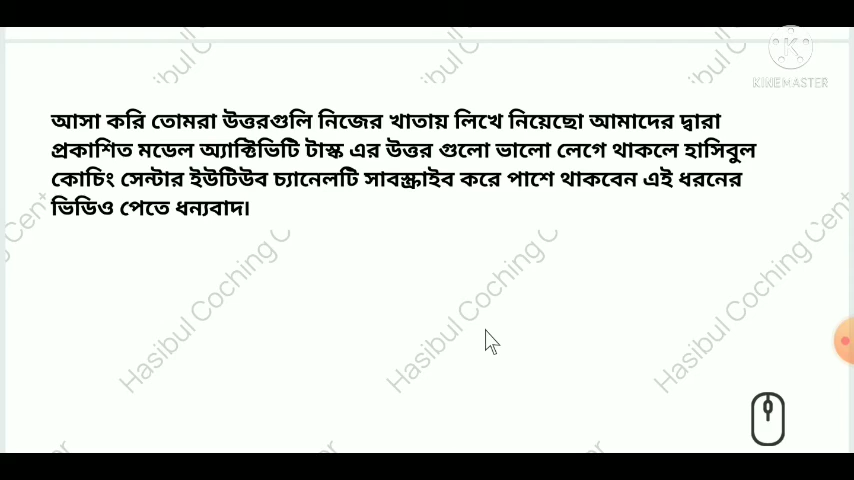 KINEMASTER
আসা করি তোমরা উত্তরগুলি নিজের খাতায় লিখে নিয়েছো আমাদের দ্বারা
প্রকাশিত মডেল অ্যাক্টিভিটি টাস্ক এর উত্তর গুলো ভালো লেগে থাকলে হাসিবুল
কোচিং সেন্টার ইউটিউব চ্যানেলটি সাবস্ক্রাইব করে পাশে থাকবেন এই ধরনের
ভিডিও পেতে ধন্যবাদ।
Hasibul Coching C
Hasibul Coching C
Hasibul Coching Cent